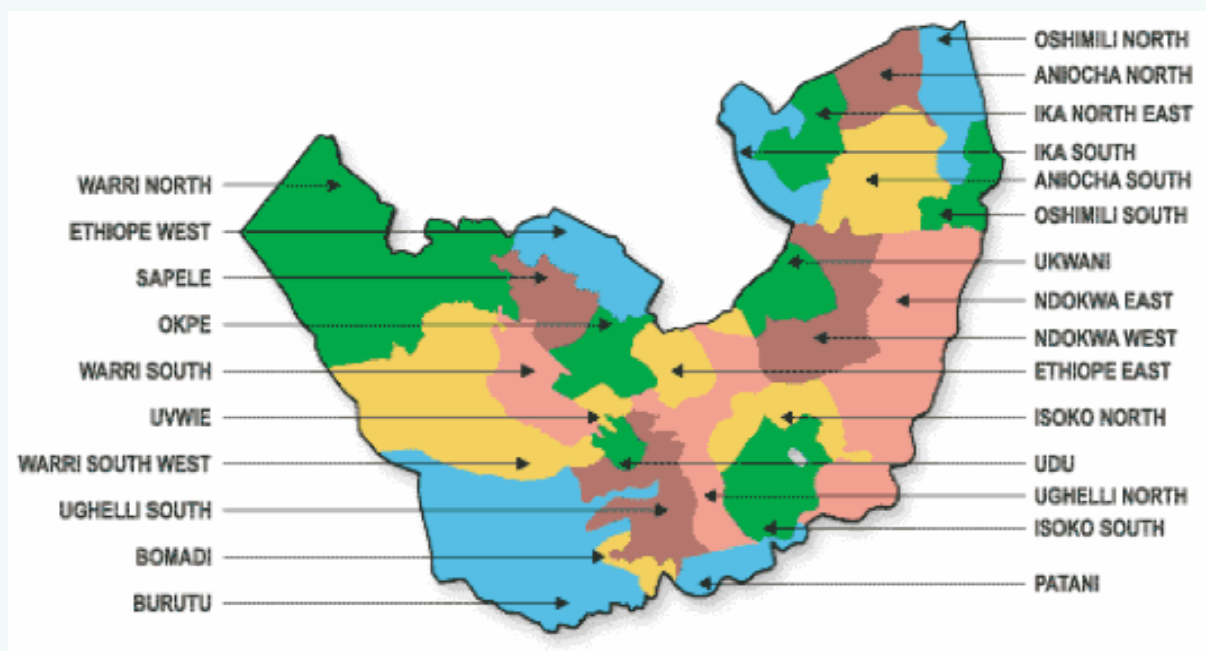 WARRI NORTH
ETHIOPE WEST
SAPELE
OKPE
WARRI SOUTH
UVWIE
WARRI SOUTH WEST
UGHELLI SOUTH
BOMADI
BURUTU
OSHIMILI NORTH
ANIOCHA NORTH
IKA NORTH EAST
IKA SOUTH
ANIOCHA SOUTH
OSHIMILI SOUTH
UKWANI
NDOKWA EAST
NDOKWA WEST
ETHIOPE EAST
ISOKO NORTH
UDU
UGHELLI NORTH
ISOKO SOUTH
PATANI